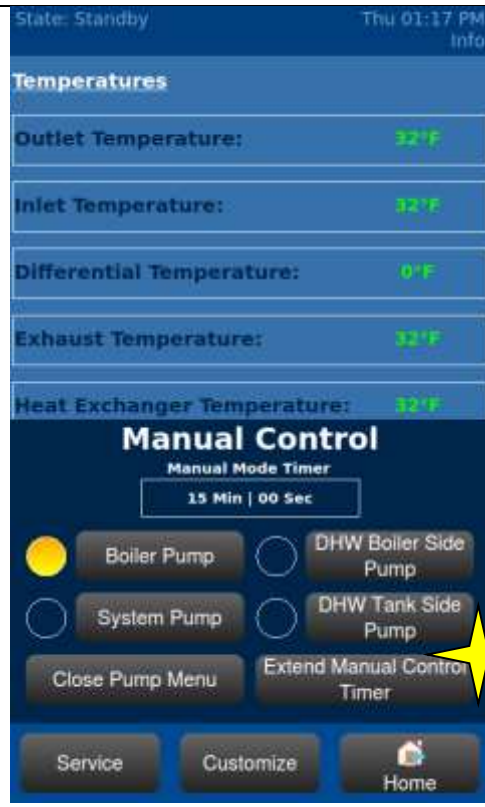 State: Standby
Thu 01:17 PM
Info
Temperatures
Outlet Temperature: 32°F
Inlet Temperature: 32°F
Differential Temperature: 0°F
Exhaust Temperature: 32°F
Heat Exchanger Temperature: 32°F
Manual Control
Manual Mode Timer
15 Min | 00 Sec
Boiler Pump
DHW Boiler Side
Pump
System Pump
DHW Tank Side
Pump
Close Pump Menu
Extend Manual Control
Timer
Service
Customize
Home